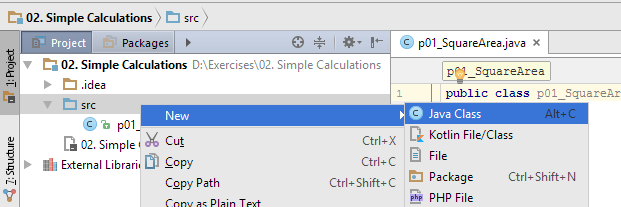 02. Simple Calculations src
1: Project
7: Structure
Project Packages
02. Simple Calculations D:\Exercises\02. Simple Calculations
.idea
src
p01_
02. Simple C
External Librarie
p01_SquareArea.java
p01_SquareArea
1 public class p01_SquareAr
New
Cut Ctrl+X
Copy Ctrl+C
Copy Path Ctrl+Shift+C
Copy as Plain Text
Java Class Alt+C
Kotlin File/Class
File
Package Ctrl+Shift+N
PHP File